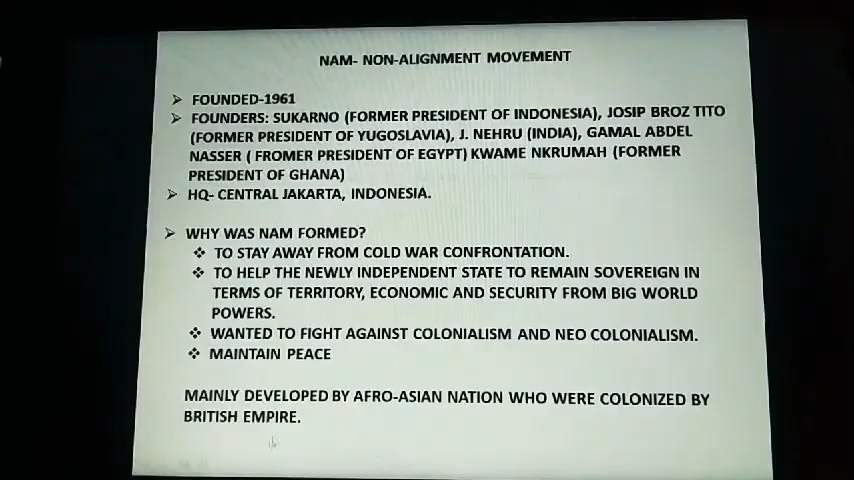 NAM- NON-ALIGNMENT MOVEMENT
➢ FOUNDED-1961
➢ FOUNDERS: SUKARNO (FORMER PRESIDENT OF INDONESIA), JOSIP BROZ TITO
(FORMER PRESIDENT OF YUGOSLAVIA), J. NEHRU (INDIA), GAMAL ABDEL
NASSER ( FROMER PRESIDENT OF EGYPT) KWAME NKRUMAH (FORMER
PRESIDENT OF GHANA)
➢ HQ- CENTRAL JAKARTA, INDONESIA.
➢ WHY WAS NAM FORMED?
❖ TO STAY AWAY FROM COLD WAR CONFRONTATION.
❖ TO HELP THE NEWLY INDEPENDENT STATE TO REMAIN SOVEREIGN IN
TERMS OF TERRITORY, ECONOMIC AND SECURITY FROM BIG WORLD
POWERS.
❖ WANTED TO FIGHT AGAINST COLONIALISM AND NEO COLONIALISM.
❖ MAINTAIN PEACE
MAINLY DEVELOPED BY AFRO-ASIAN NATION WHO WERE COLONIZED BY
BRITISH EMPIRE.